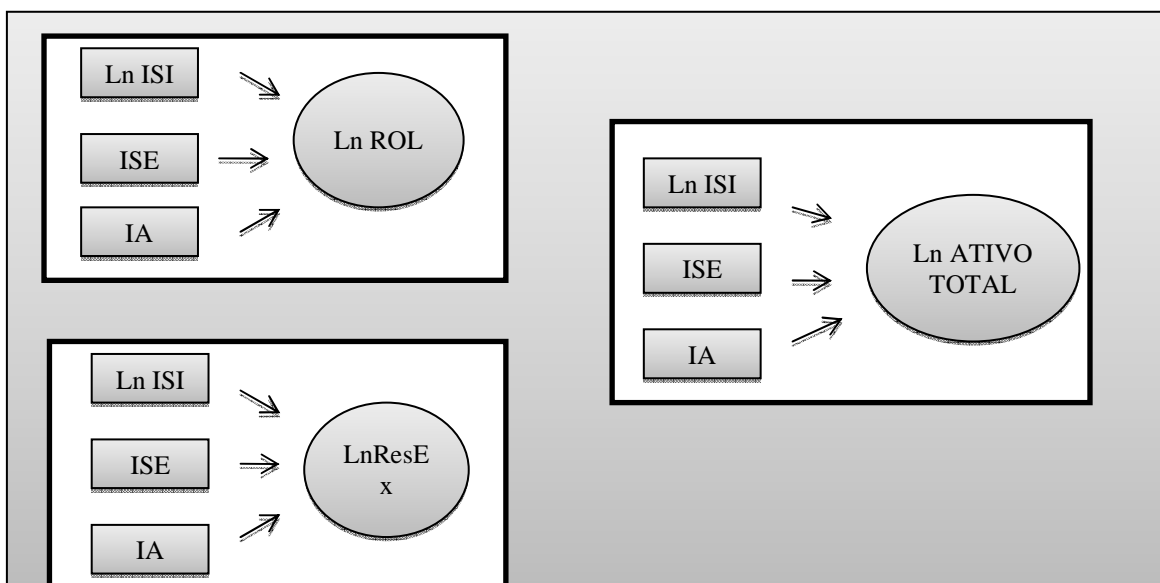 Ln ISI
ISE
IA
Ln ROL
Ln ISI
ISE
IA
Ln ATIVO
TOTAL
Ln ISI
ISE
IA
LnResE
x